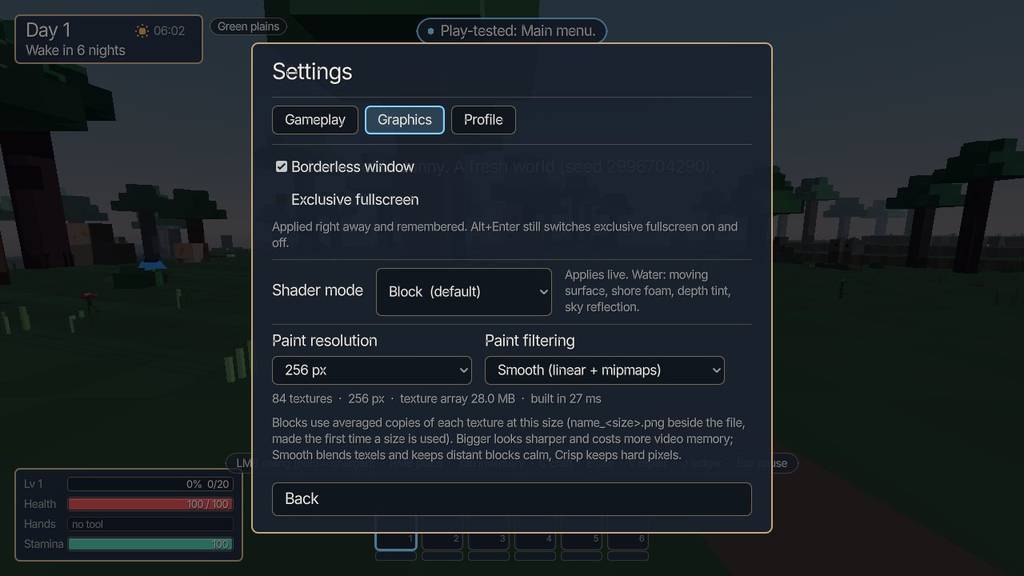 Day 1
06:02
Wake in 6 nights
Green plains
Play-tested: Main menu.
Settings
Gameplay
Graphics
Profile
Borderless window
A fresh world (seed 2996704290).
Exclusive fullscreen
Applied right away and remembered. Alt+Enter still switches exclusive fullscreen on and
off.
Shader mode
Block (default)
Applies live. Water: moving
surface, shore foam, depth tint,
sky reflection.
Paint resolution
Paint filtering
256 px
Smooth (linear + mipmaps)
84 textures · 256 px · texture array 28.0 MB · built in 27 ms
Blocks use averaged copies of each texture at this size (name_<size>.png beside the file,
made the first time a size is used). Bigger looks sharper and costs more video memory;
Smooth blends texels and keeps distant blocks calm, Crisp keeps hard pixels.
Back
Lv 1
0% 0/20
Health
100 / 100
Hands
no tool
Stamina
100
1
2
3
4
5
6